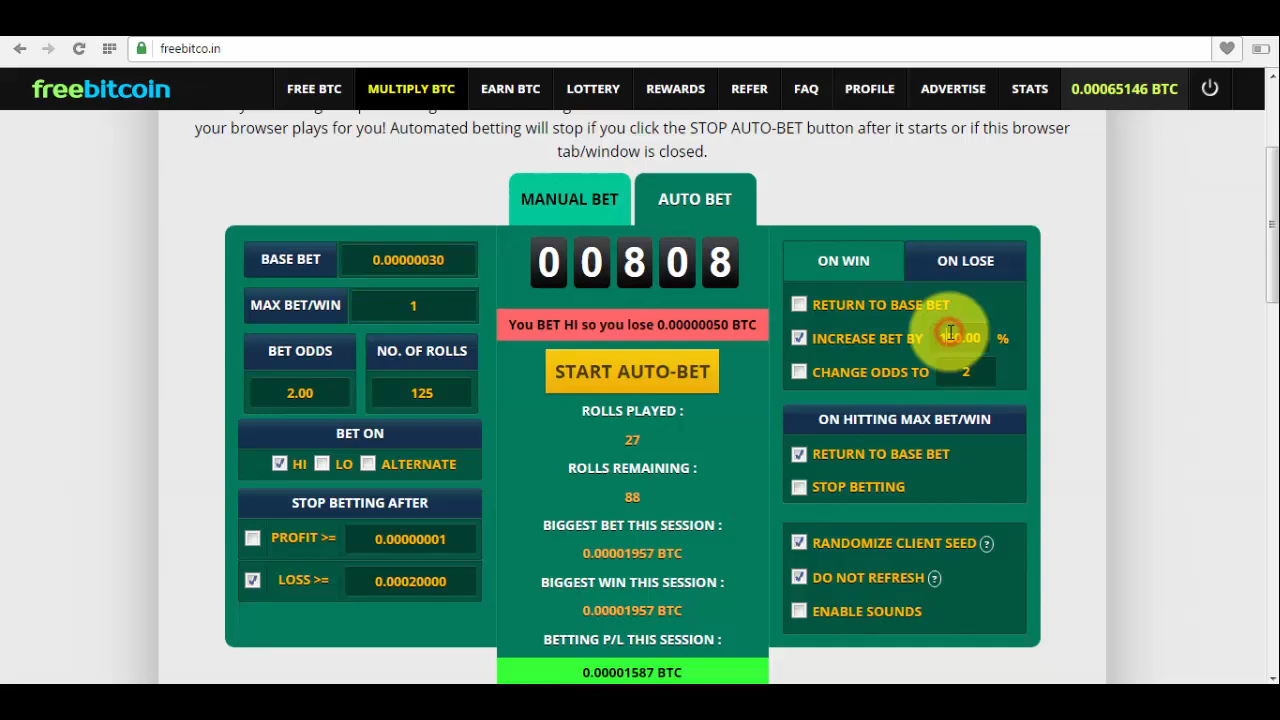 freebitco.in
freebitcoin
FREE BTC
MULTIPLY BTC
EARN BTC
LOTTERY
REWARDS
REFER
FAQ
PROFILE
ADVERTISE
STATS
0.00065146 BTC
your browser plays for you! Automated betting will stop if you click the STOP AUTO-BET button after it starts or if this browser
tab/window is closed.
MANUAL BET
AUTO BET
BASE BET
0.00000030
MAX BET/WIN
1
BET ODDS
NO. OF ROLLS
2.00
125
BET ON
HI
LO
ALTERNATE
STOP BETTING AFTER
PROFIT >=
0.00000001
LOSS >=
0.00020000
0 0 8 0 8
You BET HI so you lose 0.00000050 BTC
START AUTO-BET
ROLLS PLAYED :
27
ROLLS REMAINING :
88
BIGGEST BET THIS SESSION :
0.00001957 BTC
BIGGEST WIN THIS SESSION :
0.00001957 BTC
BETTING P/L THIS SESSION :
0.00001587 BTC
ON WIN
ON LOSE
RETURN TO BASE BET
INCREASE BET BY
%
CHANGE ODDS TO
2
ON HITTING MAX BET/WIN
RETURN TO BASE BET
STOP BETTING
RANDOMIZE CLIENT SEED ?
DO NOT REFRESH ?
ENABLE SOUNDS